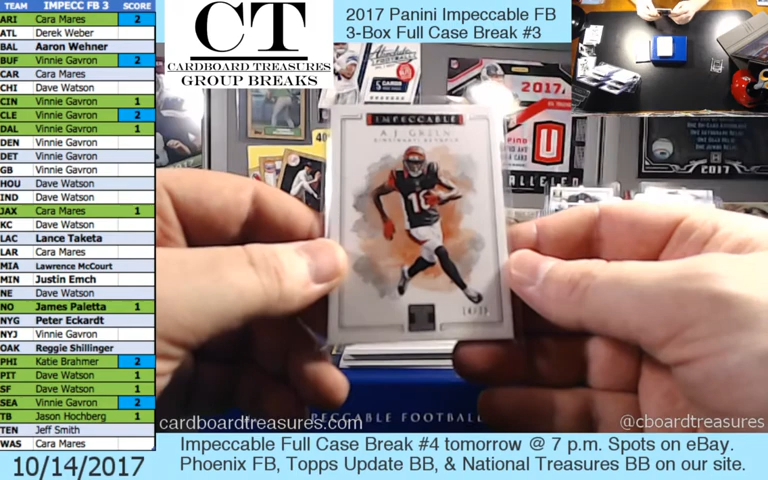 TEAM IMPECC FB 3 SCORE
ARI Cara Mares 2
ATL Derek Weber
BAL Aaron Wehner
BUF Vinnie Gavron 2
CAR Cara Mares
CHI Dave Watson
CIN Vinnie Gavron 1
CLE Vinnie Gavron 2
DAL Vinnie Gavron 1
DEN Vinnie Gavron
DET Vinnie Gavron
GB Vinnie Gavron
HOU Dave Watson
IND Dave Watson
JAX Cara Mares 1
KC Dave Watson
LAC Lance Taketa
LAR Cara Mares
MIA Lawrence McCourt
MIN Justin Emch
NE Dave Watson
NO James Paletta 1
NYG Peter Eckardt
NYJ Vinnie Gavron
OAK Reggie Shillinger
PHI Katie Brahmer 2
PIT Dave Watson 1
SF Dave Watson 1
SEA Vinnie Gavron 2
TB Jason Hochberg 1
TEN Jeff Smith
WAS Cara Mares
10/14/2017
CT
CARDBOARD TREASURES
GROUP BREAKS
2017 Panini Impeccable FB
3-Box Full Case Break #3
2017
IMPECCABLE
A.J. GREEN
CINCINNATI BENGALS
18
2017
PECCABLE FOOTBALL
cardboardtreasures.com
@cboardtreasures
Impeccable Full Case Break #4 tomorrow @ 7 p.m. Spots on eBay.
Phoenix FB, Topps Update BB, & National Treasures BB on our site.